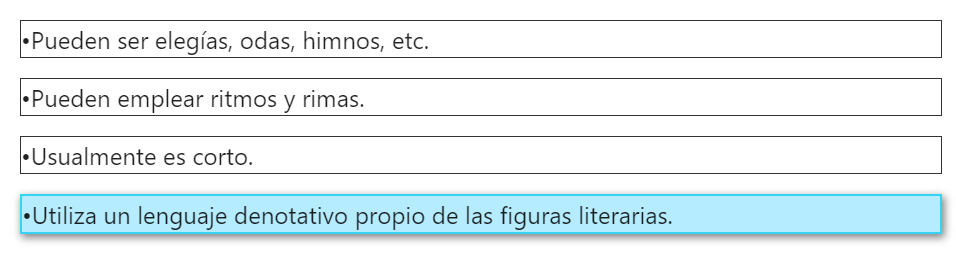 •Pueden ser elegías, odas, himnos, etc.
•Pueden emplear ritmos y rimas.
•Usualmente es corto.
•Utiliza un lenguaje denotativo propio de las figuras literarias.